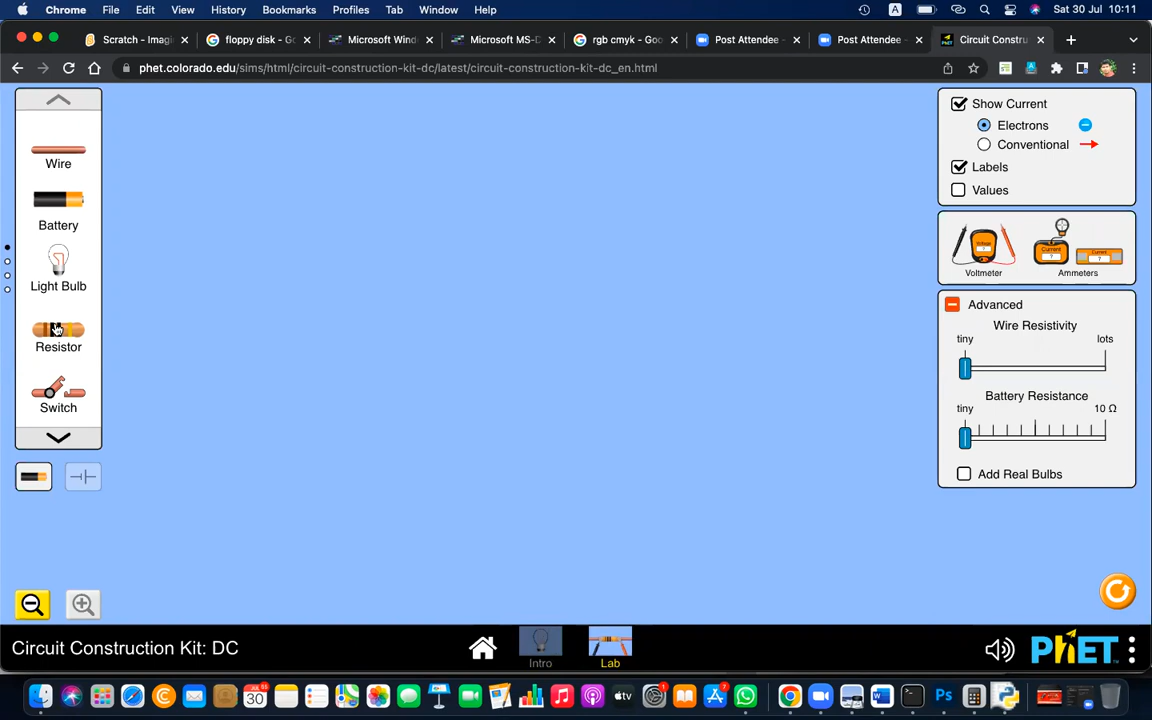 Chrome File Edit View History Bookmarks Profiles Tab Window Help A Sat 30 Jul 10:11
Scratch - Imagi floppy disk - Go Microsoft Wind Microsoft MS-D rgb cmyk - Goo Post Attendee - Post Attendee - Circuit Constru
phet.colorado.edu/sims/html/circuit-construction-kit-dc/latest/circuit-construction-kit-dc_en.html
Wire
Battery
Light Bulb
Resistor
Switch
Show Current
Electrons
Conventional
Labels
Values
Voltage
?
Current
?
Current
?
Voltmeter
Ammeters
Advanced
Wire Resistivity
tiny lots
Battery Resistance
tiny 10 Ω
Add Real Bulbs
Circuit Construction Kit: DC
Intro
Lab
PhET